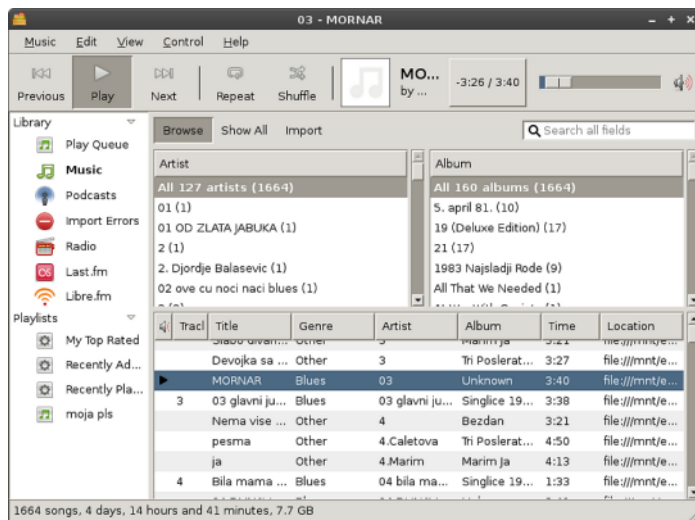 03 - MORNAR
Music Edit View Control Help
Previous Play Next Repeat Shuffle
MO...
by ...
-3:26 / 3:40
Library
Play Queue
Music
Podcasts
Import Errors
Radio
Last.fm
Libre.fm
Playlists
My Top Rated
Recently Ad...
Recently Pla...
moja pls
Browse Show All Import
Search all fields
Artist
All 127 artists (1664)
01 (1)
01 OD ZLATA JABUKA (1)
2 (1)
2. Djordje Balasevic (1)
02 ove cu noci naci blues (1)
Album
All 160 albums (1664)
5. april 81. (10)
19 (Deluxe Edition) (17)
21 (17)
1983 Najsladji Rode (9)
All That We Needed (1)
Tracl Title Genre Artist Album Time Location
Devojka sa ... Other 3 Tri Poslerat... 3:27 file:///mnt/e...
MORNAR Blues 03 Unknown 3:40 file:///mnt/e...
3 03 glavni ju... Blues 03 glavni ju... Singlice 19... 3:38 file:///mnt/e...
Nema vise ... Other 4 Bezdan 3:21 file:///mnt/e...
pesma Other 4.Caletova Tri Poslerat... 4:50 file:///mnt/e...
ja Other 4.Marim Marim Ja 4:13 file:///mnt/e...
4 Bila mama ... Blues 04 bila ma... Singlice 19... 1:33 file:///mnt/e...
1664 songs, 4 days, 14 hours and 41 minutes, 7.7 GB